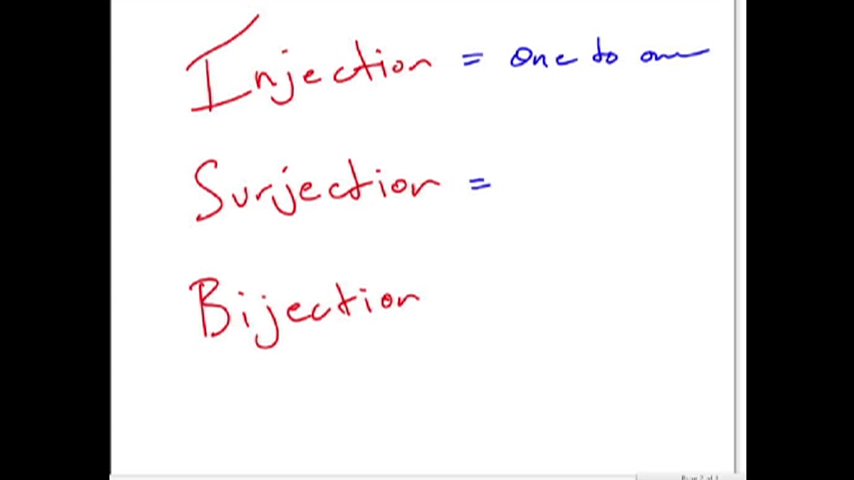 Injection = one to one
Surjection =
Bijection